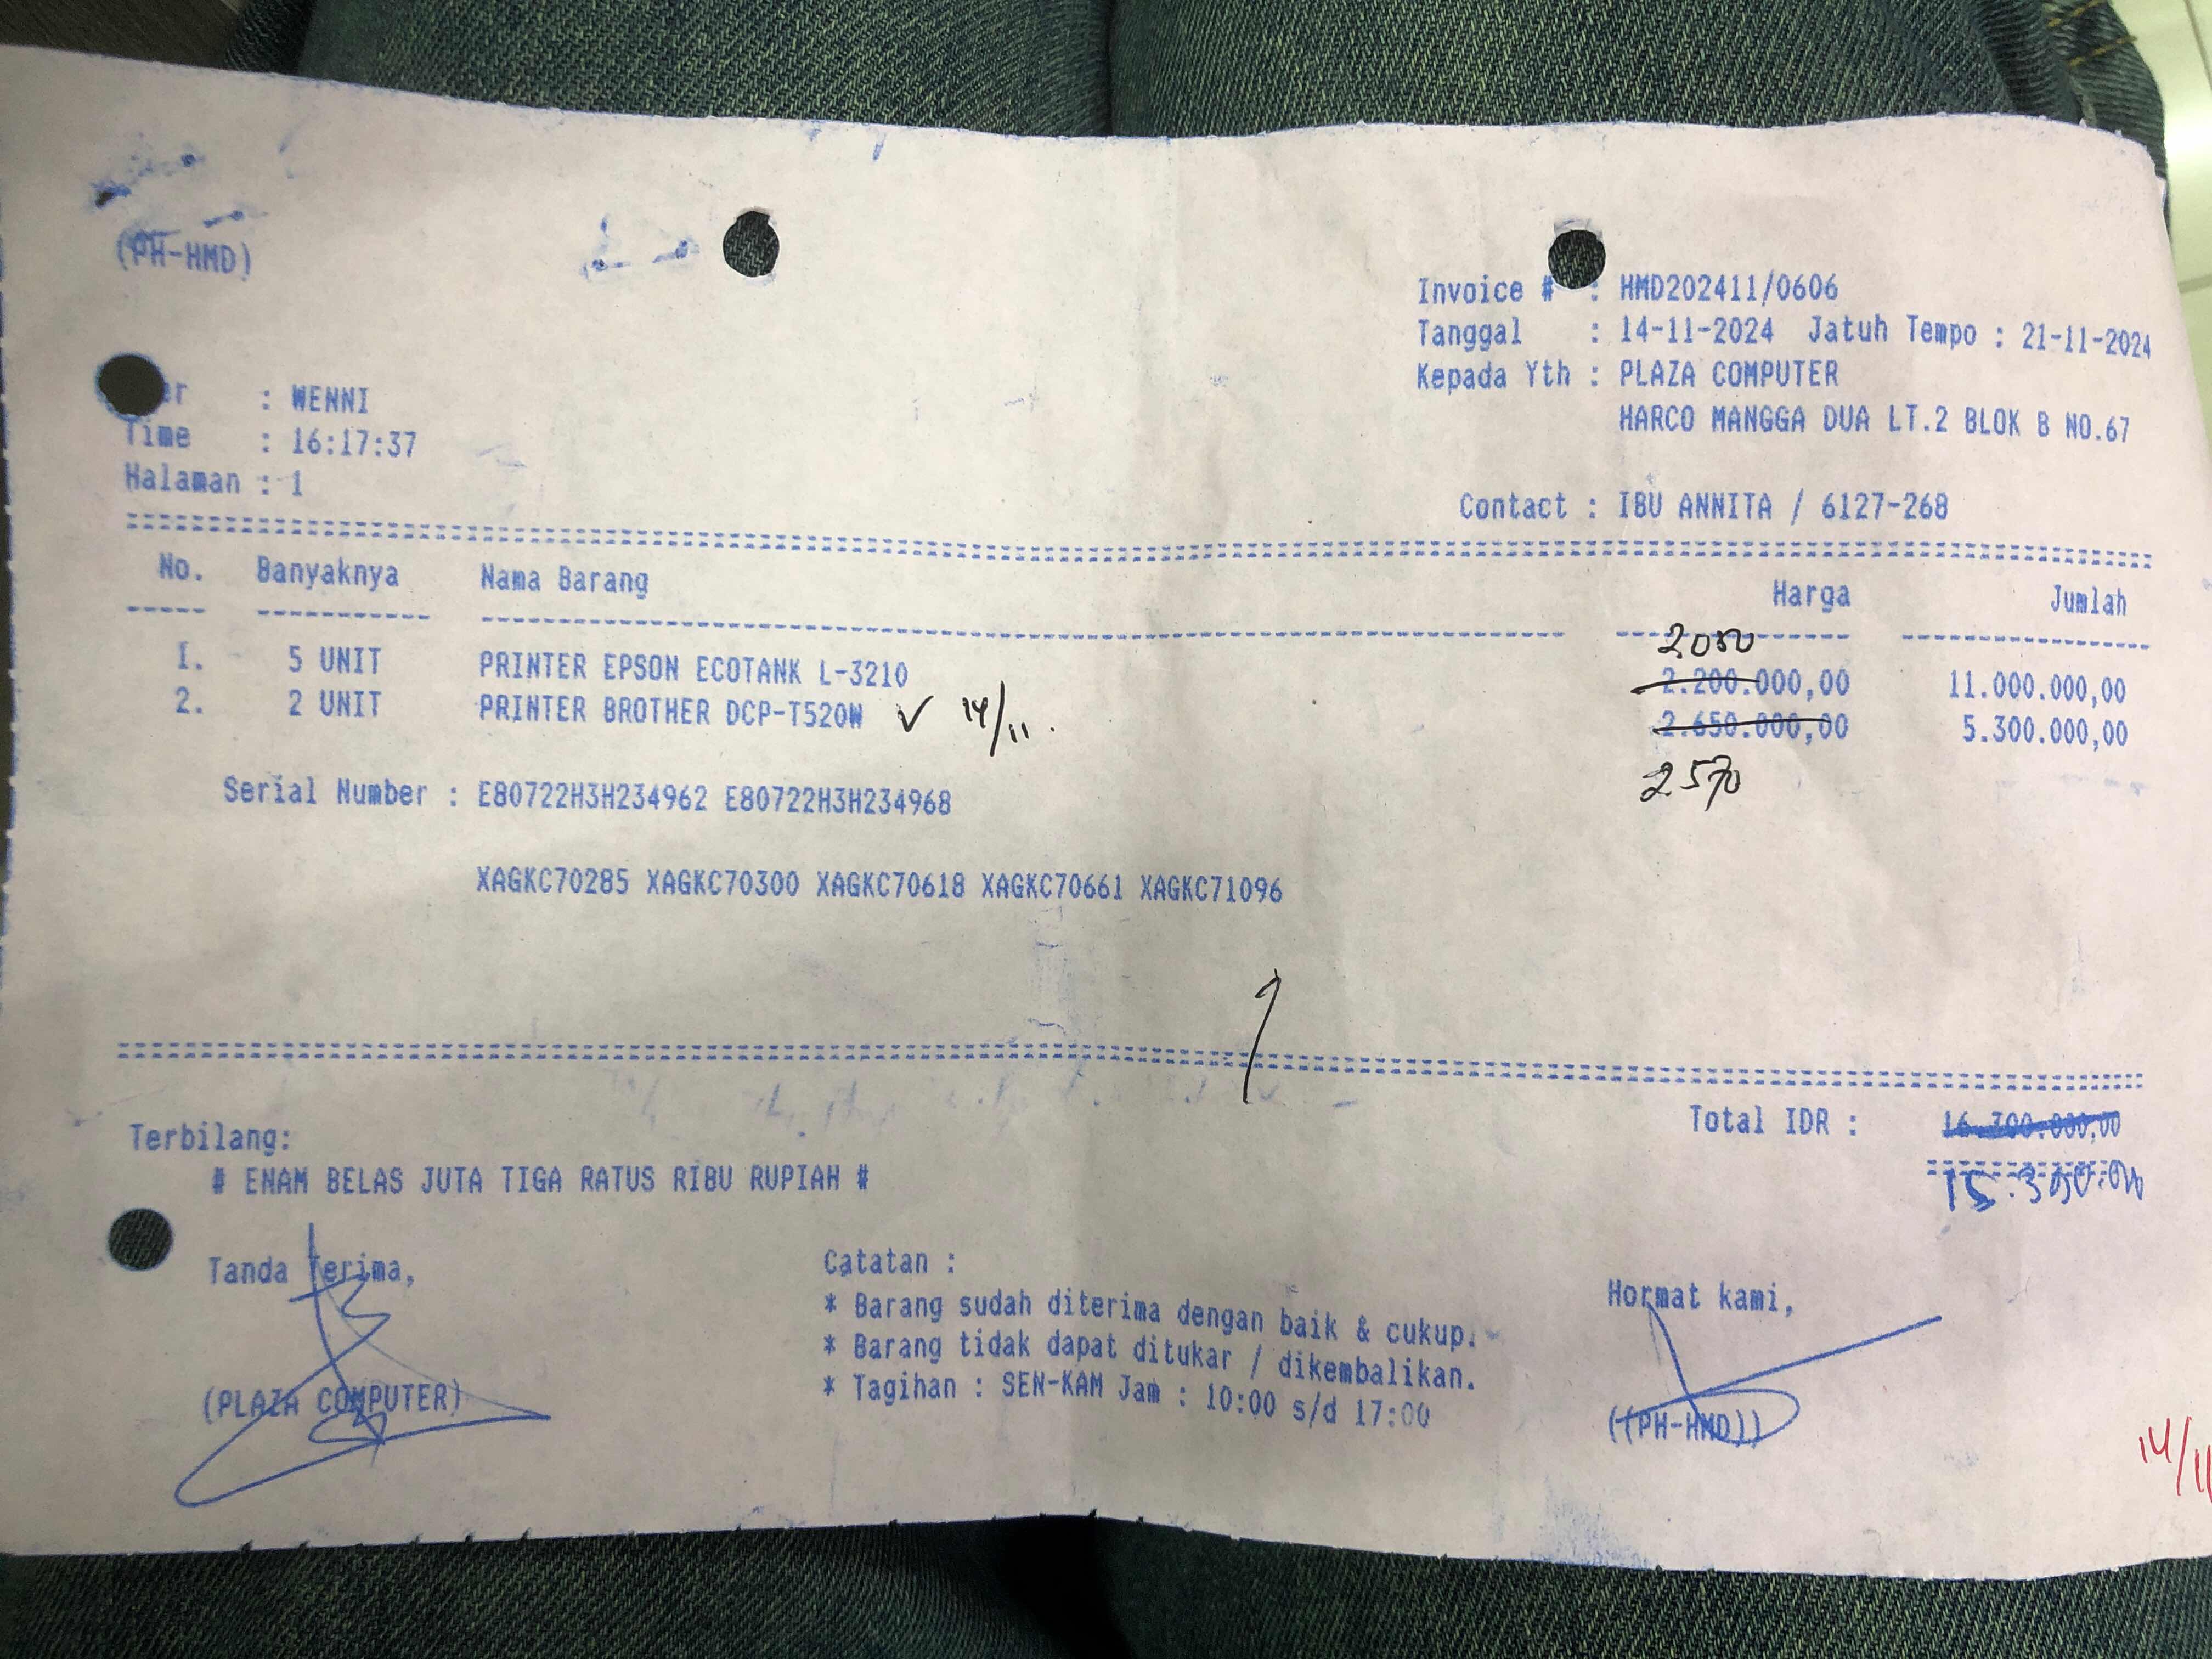 (PH-HMD)
Invoice # : HMD202411/0606
Tanggal : 14-11-2024 Jatuh Tempo : 21-11-2024
Kepada Yth : PLAZA COMPUTER
HARCO MANGGA DUA LT.2 BLOK B NO.67
Contact : IBU ANNITA / 6127-268
: WENNI
Time : 16:17:37
Halaman : 1
No. Banyaknya Nama Barang Harga Jumlah
2050
1. 5 UNIT PRINTER EPSON ECOTANK L-3210 2.200.000,00 11.000.000,00
2. 2 UNIT PRINTER BROTHER DCP-T520W ✓ 14/11. 2.650.000,00 5.300.000,00
2570
Serial Number : E80722H3H234962 E80722H3H234968
XAGKC70285 XAGKC70300 XAGKC70618 XAGKC70661 XAGKC71096
Total IDR : 16.300.000,00
Terbilang:
# ENAM BELAS JUTA TIGA RATUS RIBU RUPIAH #
Tanda Terima,
(PLAZA COMPUTER)
Catatan :
* Barang sudah diterima dengan baik & cukup.
* Barang tidak dapat ditukar / dikembalikan.
* Tagihan : SEN-KAM Jam : 10:00 s/d 17:00
Hormat kami,
((PH-HMD))
14/11